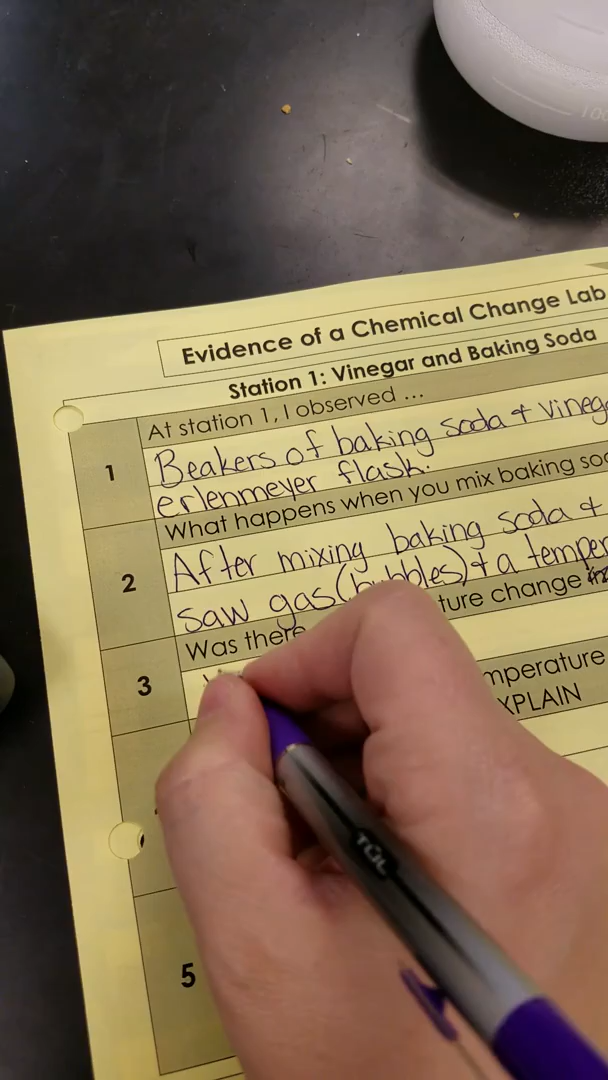 100
Evidence of a Chemical Change Lab
Station 1: Vinegar and Baking Soda
At station 1, I observed ...
1
Beakers of baking soda + vineg
erlenmeyer flask.
What happens when you mix baking so
2
After mixing baking soda +
saw gas (bubbles) + a temper
Was there ture change
3
mperature
XPLAIN
TUL
5